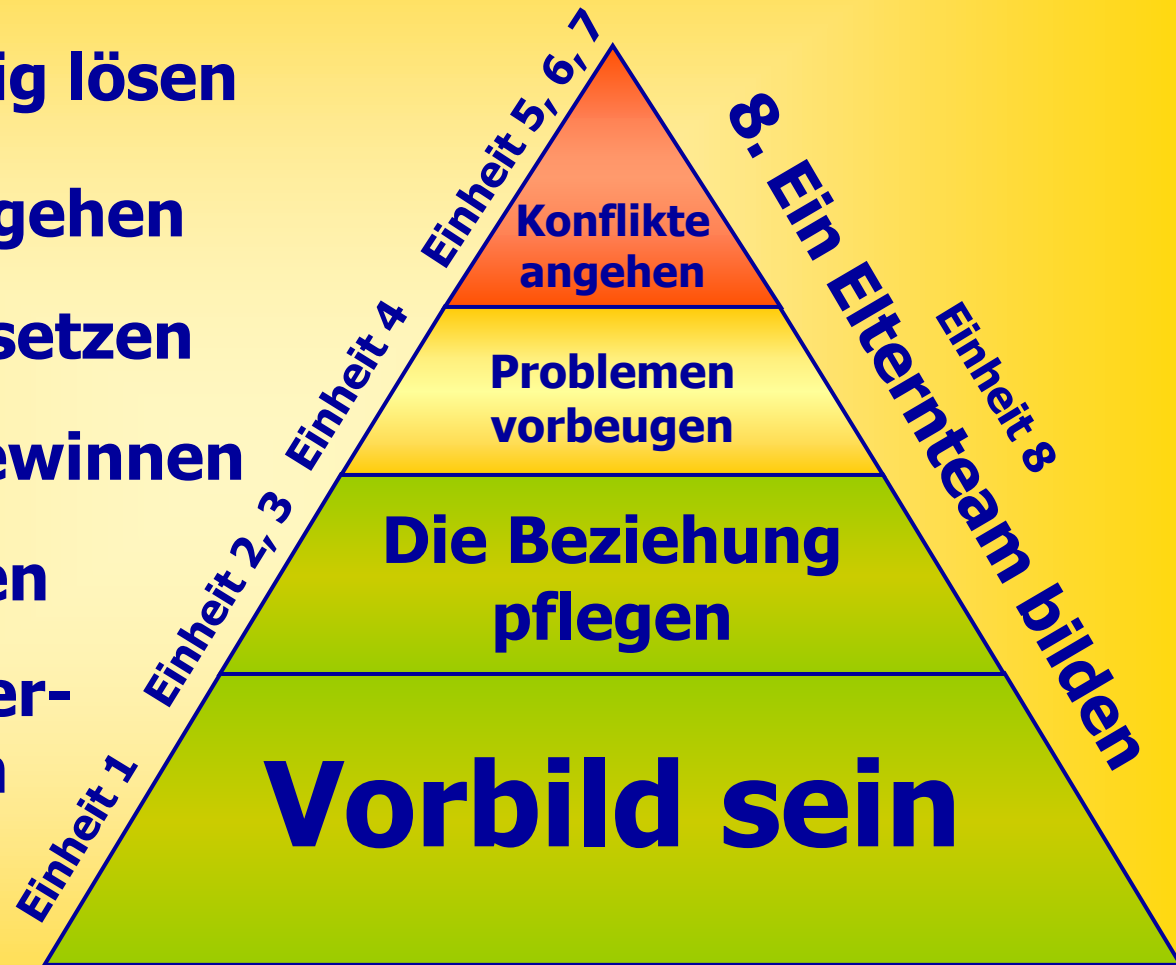 ig lösen
gehen
setzen
ewinnen
en
er-
n
Einheit 5, 6, 7
Einheit 4
Einheit 2, 3
Einheit 1
Konflikte
angehen
Problemen
vorbeugen
Die Beziehung
pflegen
Vorbild sein
8. Ein Elternteam bilden
Einheit 8